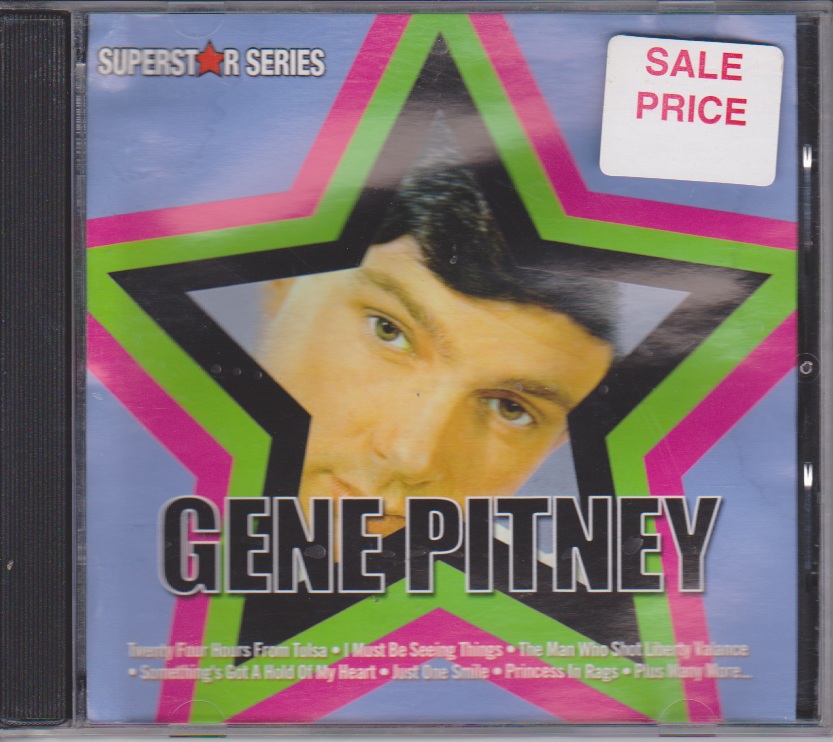 SUPERST★R SERIES
SALE
PRICE
GENE PITNEY
Twenty Four Hours From Tulsa • I Must Be Seeing Things • The Man Who Shot Liberty Valance
• Something's Got A Hold Of My Heart • Just One Smile • Princess In Rags • Plus Many More...